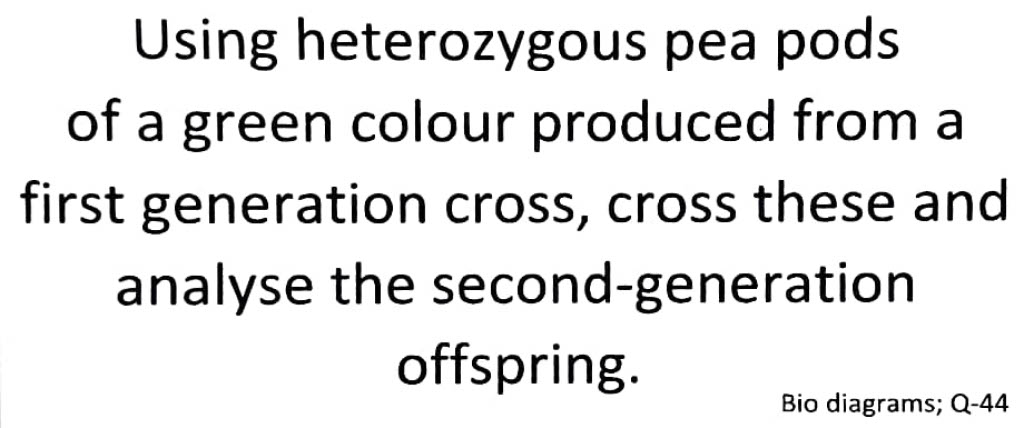 Using heterozygous pea pods
of a green colour produced from a
first generation cross, cross these and
analyse the second-generation
offspring.
Bio diagrams; Q-44